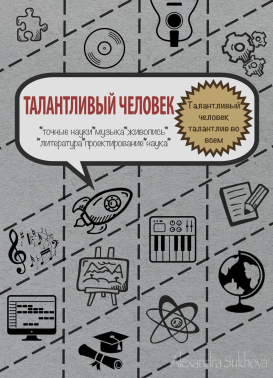 ТАЛАНТЛИВЫЙ ЧЕЛОВЕК
*точные науки*музыка*живопись*
*литература*проектирование*наука*
Талантливый
человек
талантлив во
всем
Alexandra Sukhova